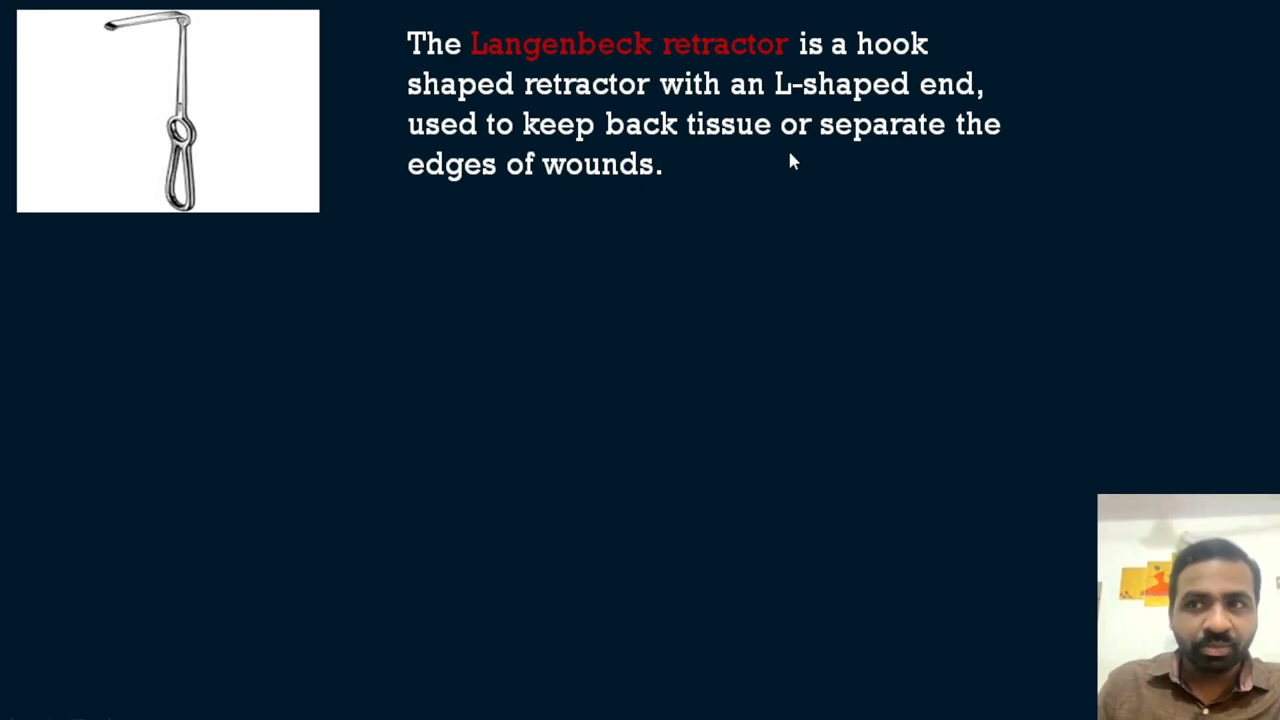 The Langenbeck retractor is a hook
shaped retractor with an L-shaped end,
used to keep back tissue or separate the
edges of wounds.